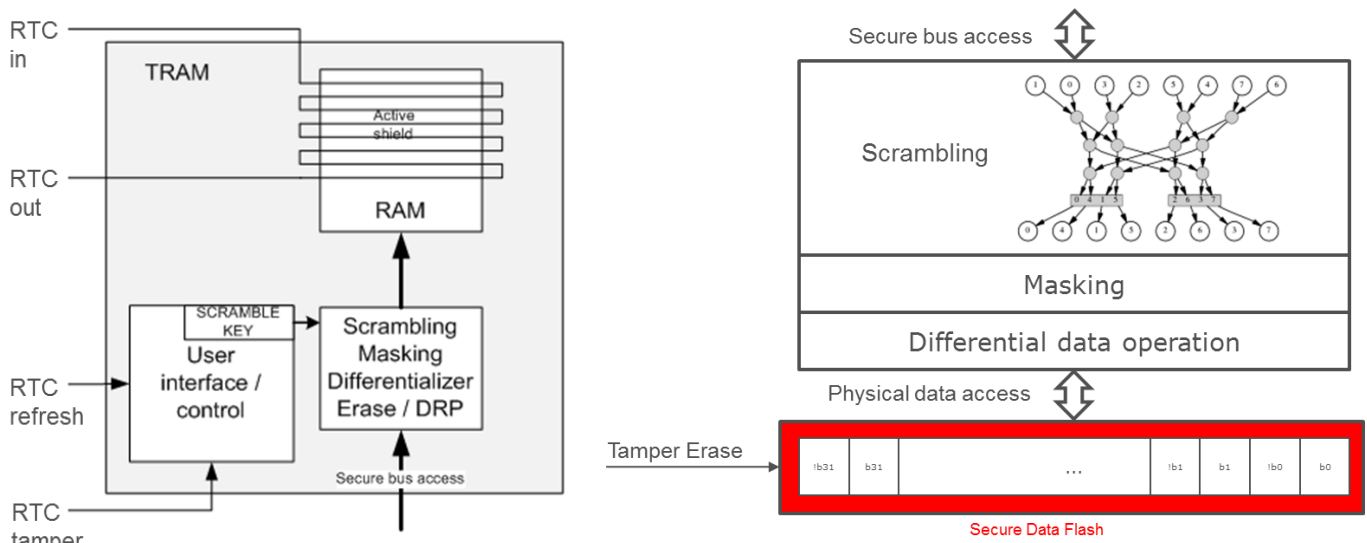 RTC
in
TRAM
Active
shield
RTC
out
RAM
SCRAMBLE
KEY
User
interface /
control
Scrambling
Masking
Differentializer
Erase / DRP
RTC
refresh
Secure bus access
RTC
tamper
Secure bus access
1 0 3 2 5 4 7 6
Scrambling
0 4 1 5 2 6 3 7
0 4 1 5 2 6 3 7
Masking
Differential data operation
Physical data access
Tamper Erase
!b31 b31 ... !b1 b1 !b0 b0
Secure Data Flash